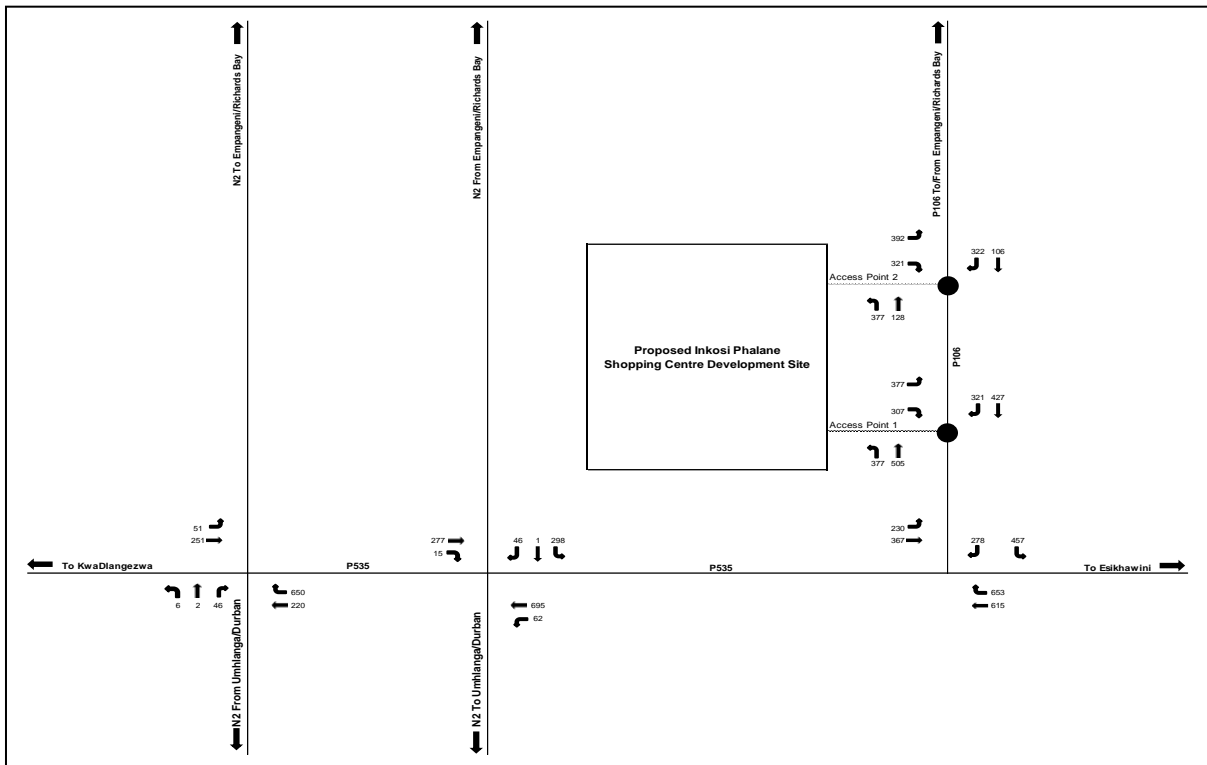 N2 To Empangeni/Richards Bay
N2 From Empangeni/Richards Bay
P106 To/From Empangeni/Richards Bay
392
322 106
321
Access Point 2
377 128
Proposed Inkosi Phalane
Shopping Centre Development Site
P106
377
321 427
307
Access Point 1
377 505
51
251
277
15
46 1 298
230
367
278 457
To KwaDlangezwa
P535
P535
To Esikhawini
6 2 46
650
220
695
62
653
615
N2 From Umhlanga/Durban
N2 To Umhlanga/Durban